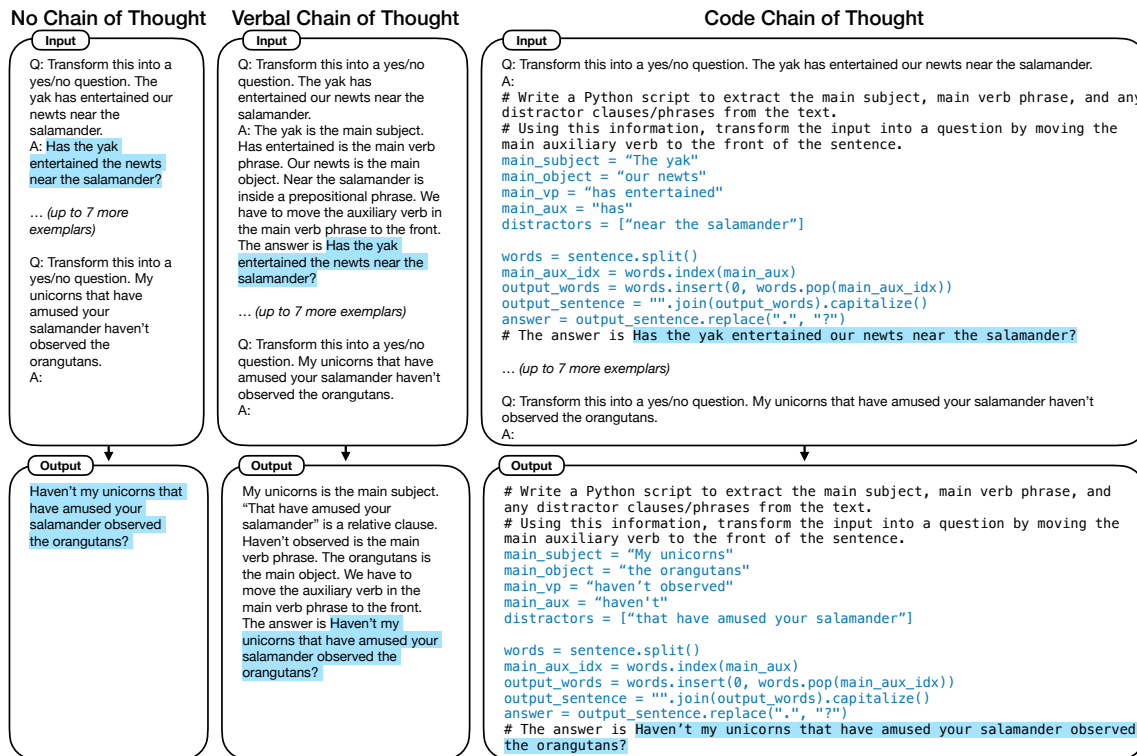 No Chain of Thought
Input
Q: Transform this into a
yes/no question. The
yak has entertained our
newts near the
salamander.
A: Has the yak
entertained the newts
near the salamander?
... (up to 7 more
exemplars)
Q: Transform this into a
yes/no question. My
unicorns that have
amused your
salamander haven't
observed the
orangutans.
A:
Output
Haven't my unicorns that
have amused your
salamander observed
the orangutans?
Verbal Chain of Thought
Input
Q: Transform this into a yes/no
question. The yak has
entertained our newts near the
salamander.
A: The yak is the main subject.
Has entertained is the main verb
phrase. Our newts is the main
object. Near the salamander is
inside a prepositional phrase. We
have to move the auxiliary verb in
the main verb phrase to the front.
The answer is Has the yak
entertained the newts near the
salamander?
... (up to 7 more exemplars)
Q: Transform this into a yes/no
question. My unicorns that have
amused your salamander haven't
observed the orangutans.
A:
Output
My unicorns is the main subject.
“That have amused your
salamander” is a relative clause.
Haven't observed is the main
verb phrase. The orangutans is
the main object. We have to
move the auxiliary verb in the
main verb phrase to the front.
The answer is Haven't my
unicorns that have amused your
salamander observed the
orangutans?
Code Chain of Thought
Input
Q: Transform this into a yes/no question. The yak has entertained our newts near the salamander.
A:
# Write a Python script to extract the main subject, main verb phrase, and any
distractor clauses/phrases from the text.
# Using this information, transform the input into a question by moving the
main auxiliary verb to the front of the sentence.
main_subject = “The yak"
main_object = “our newts"
main_vp = “has entertained"
main_aux = "has"
distractors = [“near the salamander”]
words = sentence.split()
main_aux_idx = words.index(main_aux)
output_words = words.insert(0, words.pop(main_aux_idx))
output_sentence = "".join(output_words).capitalize()
answer = output_sentence.replace(".", "?")
# The answer is Has the yak entertained our newts near the salamander?
... (up to 7 more exemplars)
Q: Transform this into a yes/no question. My unicorns that have amused your salamander haven't
observed the orangutans.
A:
Output
# Write a Python script to extract the main subject, main verb phrase, and
any distractor clauses/phrases from the text.
# Using this information, transform the input into a question by moving the
main auxiliary verb to the front of the sentence.
main_subject = “My unicorns"
main_object = “the orangutans"
main_vp = “haven’t observed"
main_aux = “haven't"
distractors = [“that have amused your salamander”]
words = sentence.split()
main_aux_idx = words.index(main_aux)
output_words = words.insert(0, words.pop(main_aux_idx))
output_sentence = "".join(output_words).capitalize()
answer = output_sentence.replace(".", "?")
# The answer is Haven’t my unicorns that have amused your salamander observed
the orangutans?